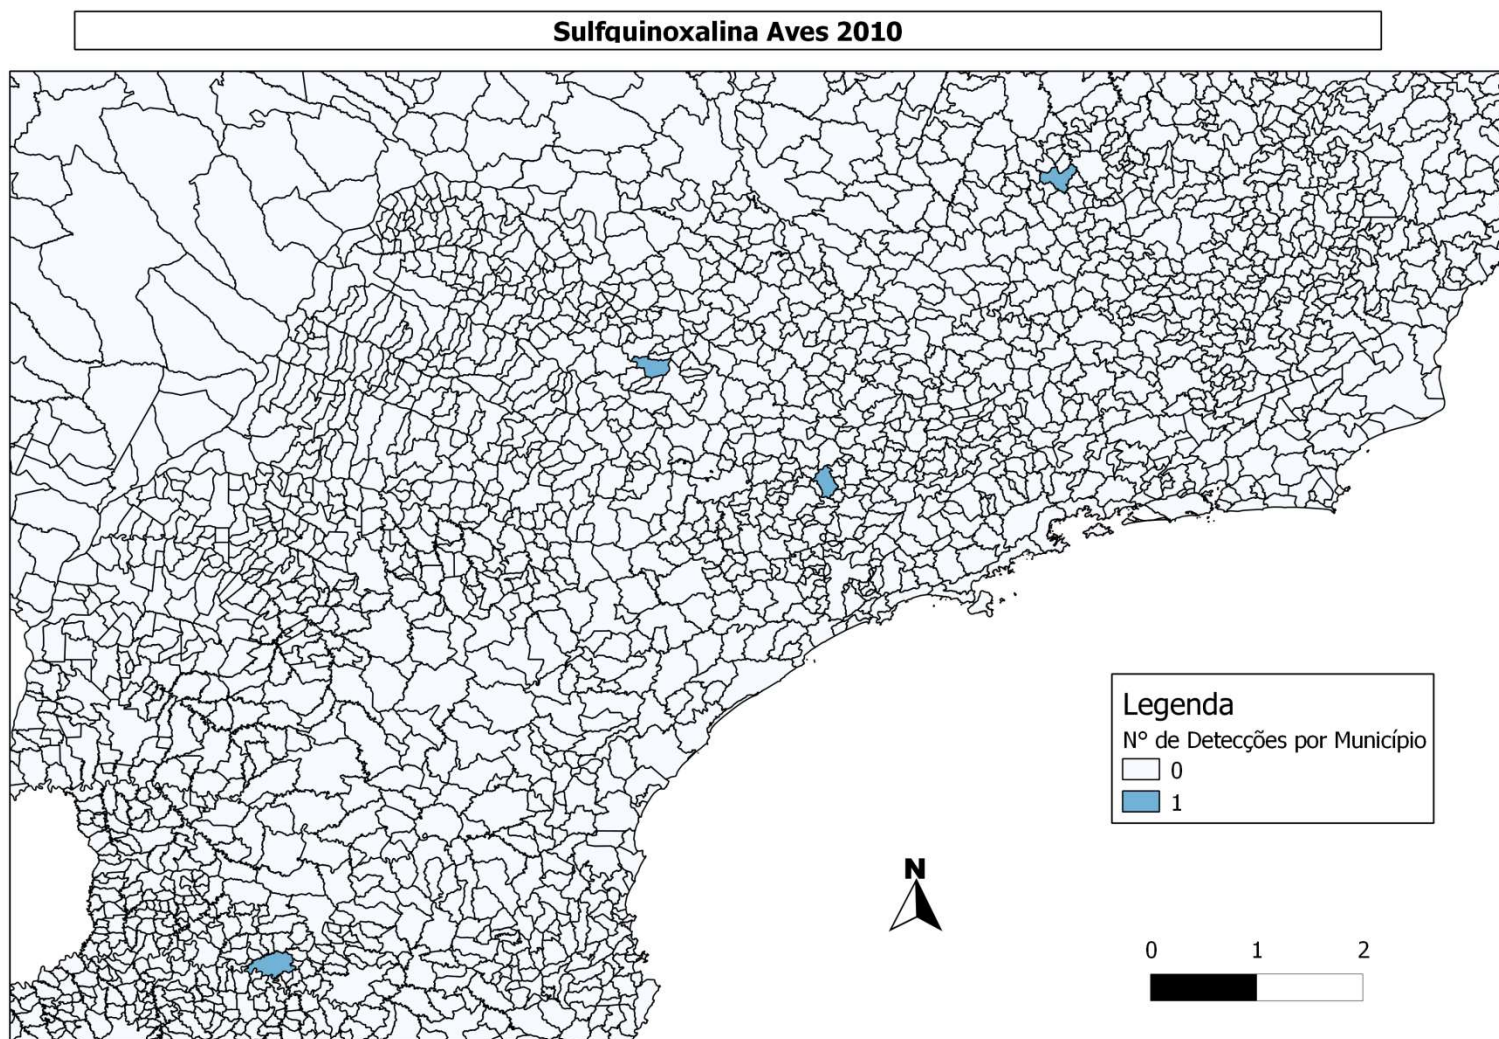 Sulfquinoxalina Aves 2010
Legenda
N° de Detecções por Município
0
1
N
0 1 2